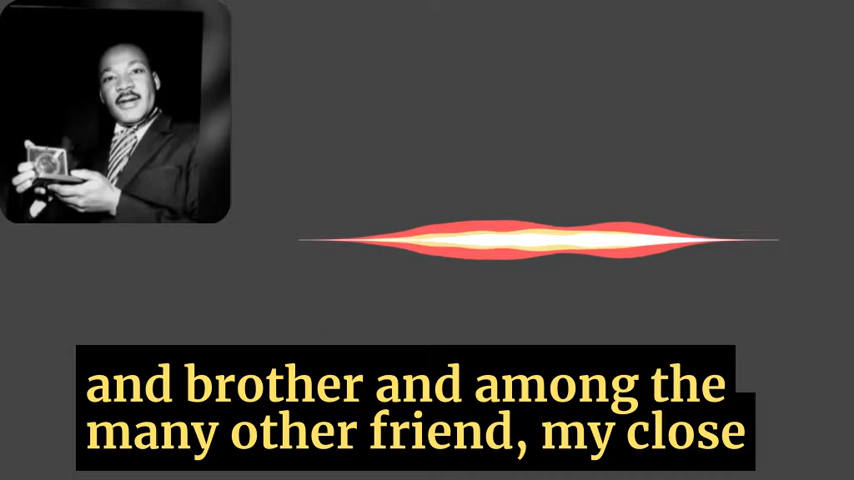 and brother and among the
many other friend, my close